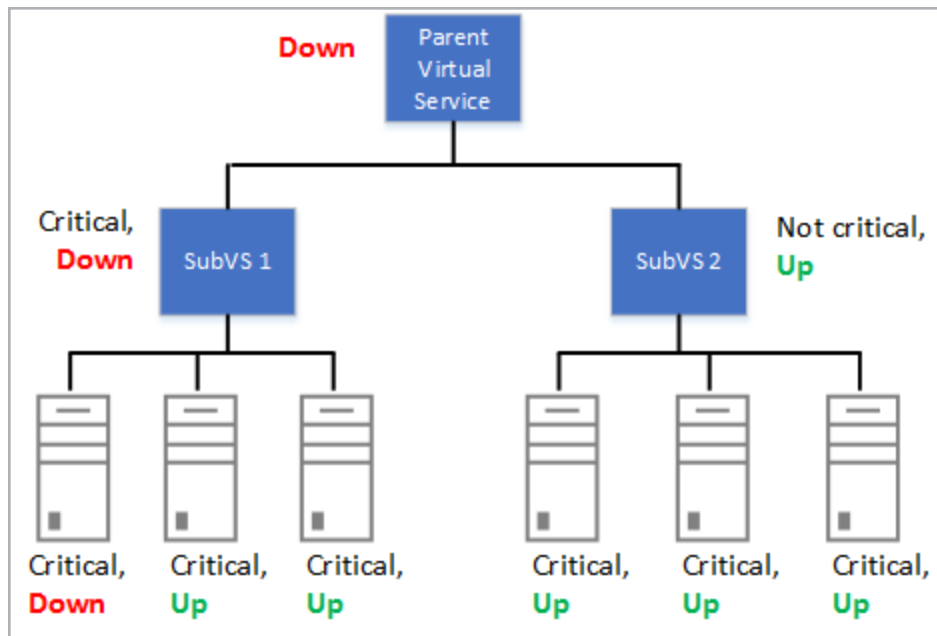 Down
Parent
Virtual
Service
Critical,
Down
SubVS 1
SubVS 2
Not critical,
Up
Critical,
Down
Critical,
Up
Critical,
Up
Critical,
Up
Critical,
Up
Critical,
Up